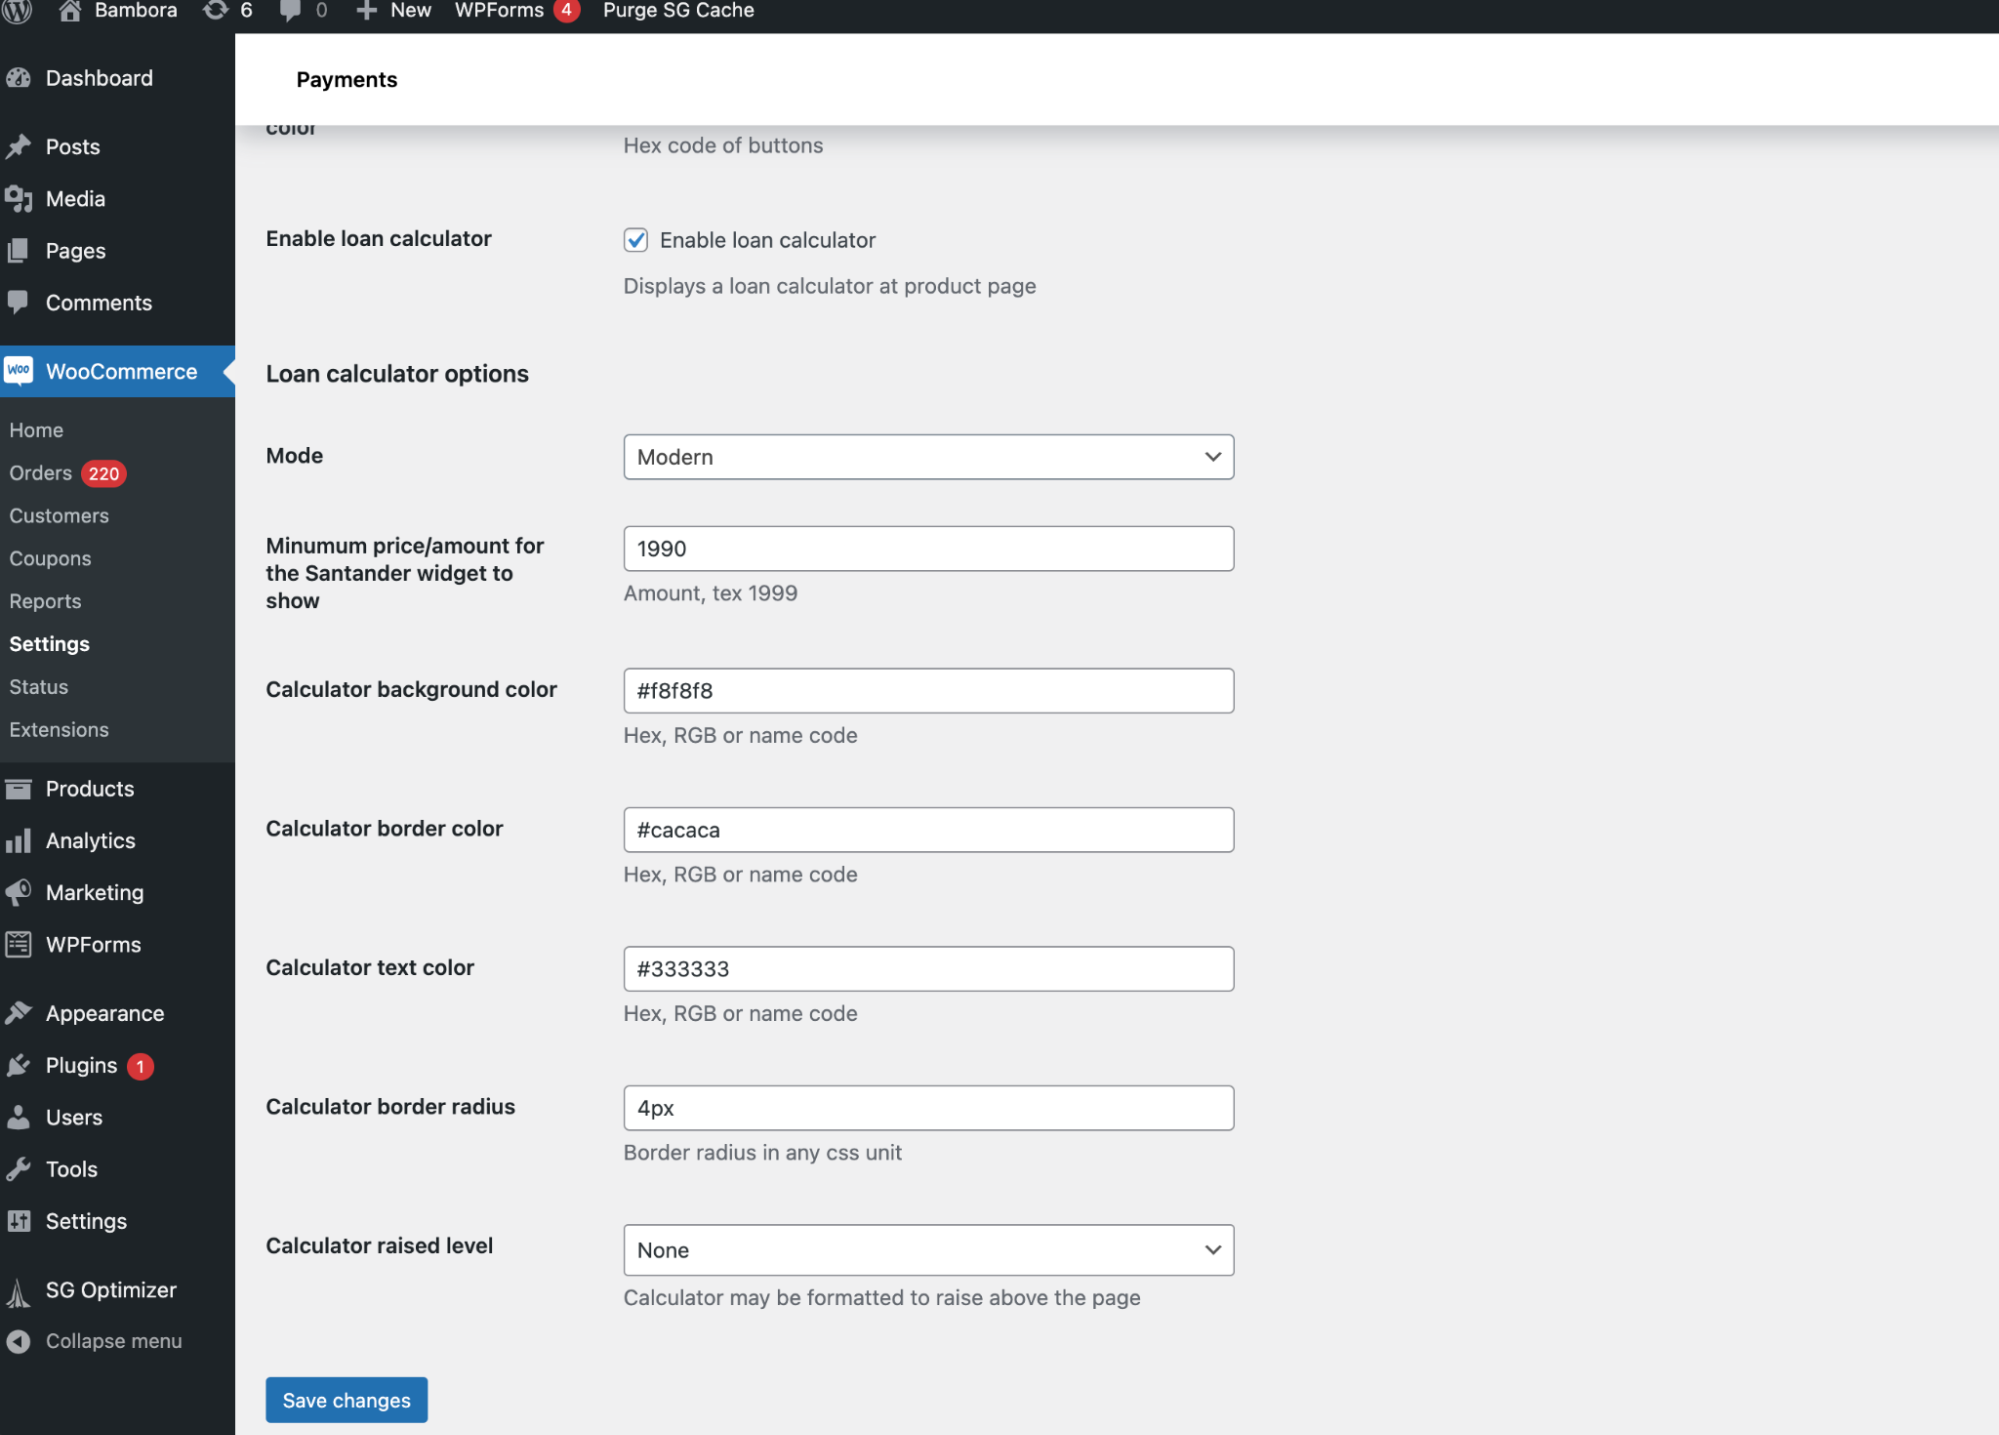 Bambora 6 0 New WPForms 4 Purge SG Cache
Dashboard
Posts
Media
Pages
Comments
Woo WooCommerce
Home
Orders 220
Customers
Coupons
Reports
Settings
Status
Extensions
Products
Analytics
Marketing
WPForms
Appearance
Plugins 1
Users
Tools
Settings
SG Optimizer
Collapse menu
Payments
color
Hex code of buttons
Enable loan calculator
Enable loan calculator
Displays a loan calculator at product page
Loan calculator options
Mode
Modern
Minumum price/amount for
the Santander widget to
show
1990
Amount, tex 1999
Calculator background color
#f8f8f8
Hex, RGB or name code
Calculator border color
#cacaca
Hex, RGB or name code
Calculator text color
#333333
Hex, RGB or name code
Calculator border radius
4px
Border radius in any css unit
Calculator raised level
None
Calculator may be formatted to raise above the page
Save changes